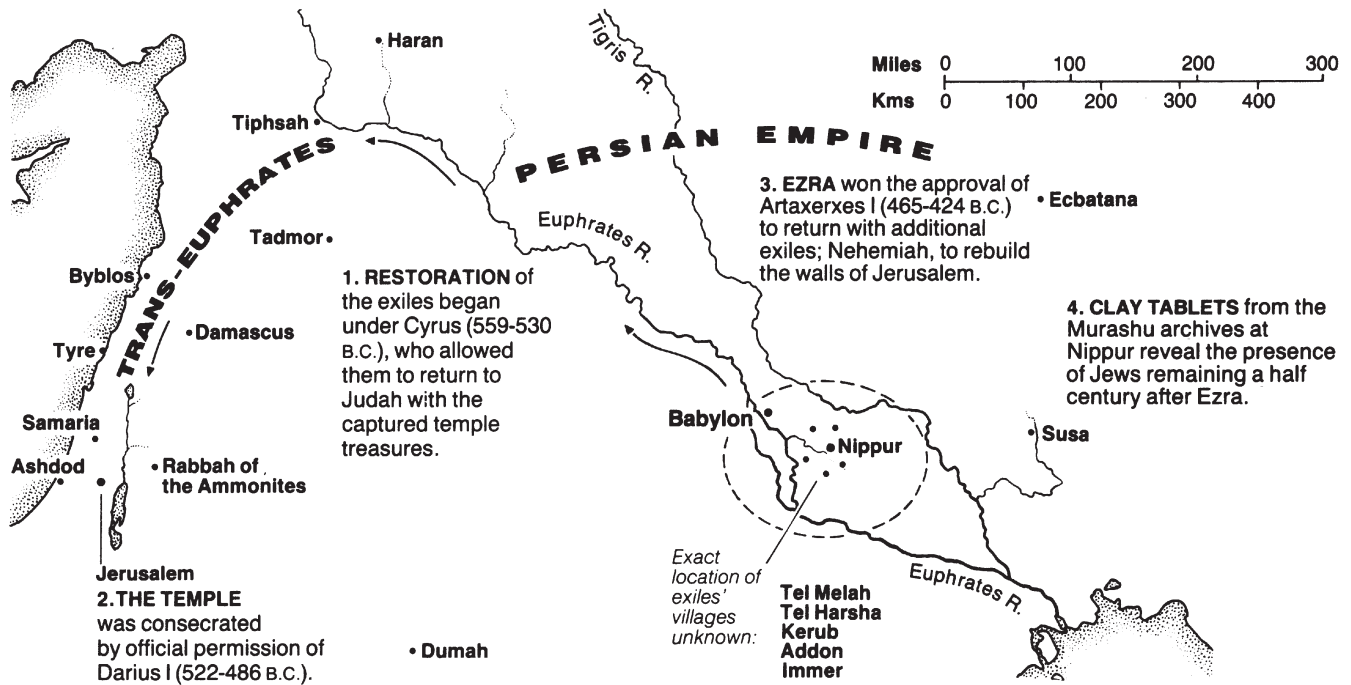 Haran
Tigris R.
Miles 0 100 200 300
Kms 0 100 200 300 400
Tiphsah
PERSIAN EMPIRE
TRANS-EUPHRATES
3. EZRA won the approval of
Artaxerxes I (465-424 B.C.)
to return with additional
exiles; Nehemiah, to rebuild
the walls of Jerusalem.
Ecbatana
Euphrates R.
Tadmor
Byblos
1. RESTORATION of
the exiles began
under Cyrus (559-530
B.C.), who allowed
them to return to
Judah with the
captured temple
treasures.
4. CLAY TABLETS from the
Murashu archives at
Nippur reveal the presence
of Jews remaining a half
century after Ezra.
Damascus
Tyre
Samaria
Babylon
Nippur
Susa
Ashdod
Rabbah of
the Ammonites
Jerusalem
2.THE TEMPLE
was consecrated
by official permission of
Darius I (522-486 B.C.).
Dumah
Exact
location of
exiles'
villages
unknown:
Tel Melah
Tel Harsha
Kerub
Addon
Immer
Euphrates R.